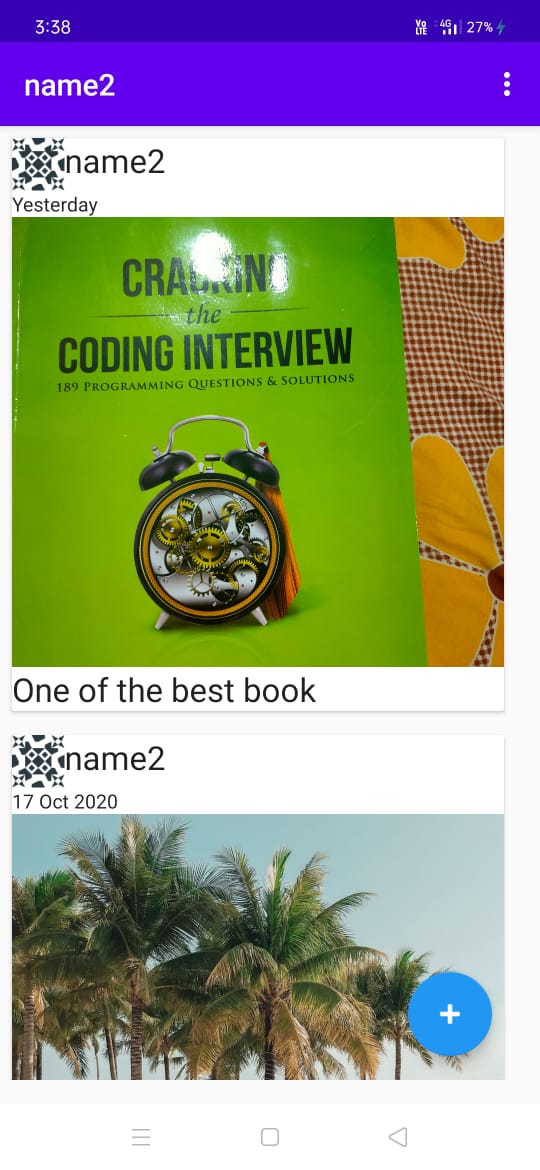 3:38
Vo LTE 4G 27%
name2
name2
Yesterday
CRACKING
the
CODING INTERVIEW
189 PROGRAMMING QUESTIONS & SOLUTIONS
One of the best book
name2
17 Oct 2020